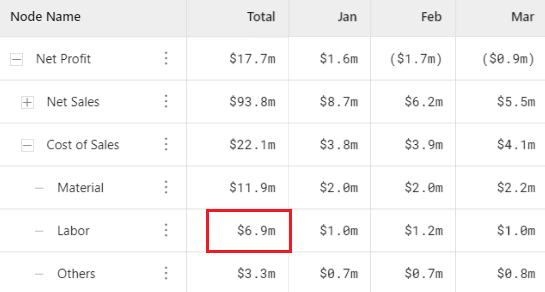 Node Name Total Jan Feb Mar
Net Profit $17.7m $1.6m ($1.7m) ($0.9m)
Net Sales $93.8m $8.7m $6.2m $5.5m
Cost of Sales $22.1m $3.8m $3.9m $4.1m
Material $11.9m $2.0m $2.0m $2.2m
Labor $6.9m $1.0m $1.2m $1.0m
Others $3.3m $0.7m $0.7m $0.8m